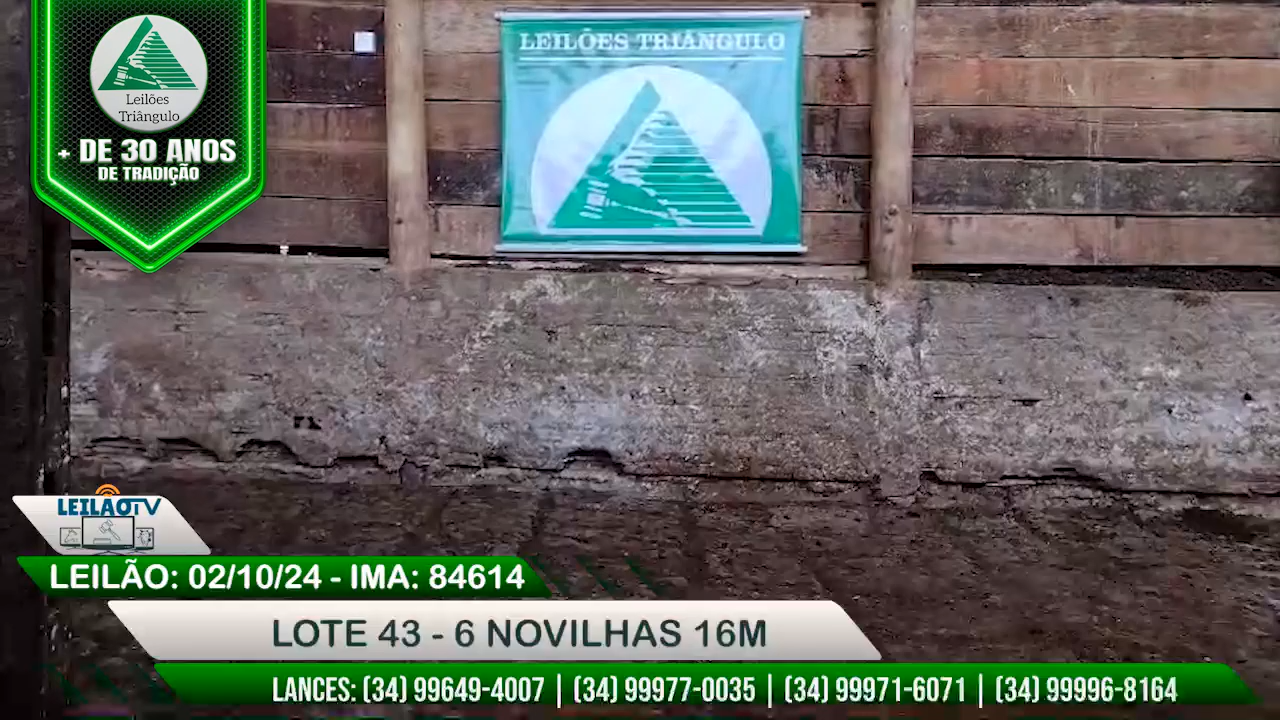 Leilões
Triângulo
+ DE 30 ANOS
DE TRADIÇÃO
LEILÕES TRIÂNGULO
LEILÃOTV
LEILÃO: 02/10/24 - IMA: 84614
LOTE 43 - 6 NOVILHAS 16M
LANCES: (34) 99649-4007 | (34) 99977-0035 | (34) 99971-6071 | (34) 99996-8164